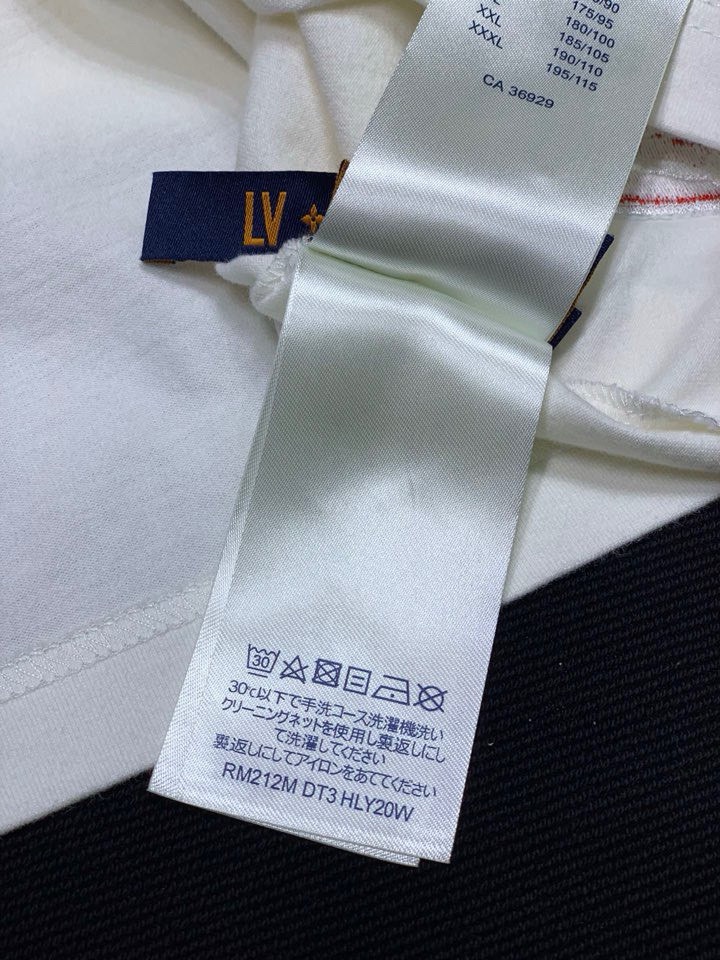 175/95
XXL 180/100
XXXL 185/105
190/110
195/115
CA 36929
LV
30
30℃以下で手洗コース洗濯機洗い
クリーニングネットを使用し裏返しにし
て洗濯してください
裏返しにしてアイロンをあててください
RM212M DT3 HLY20W